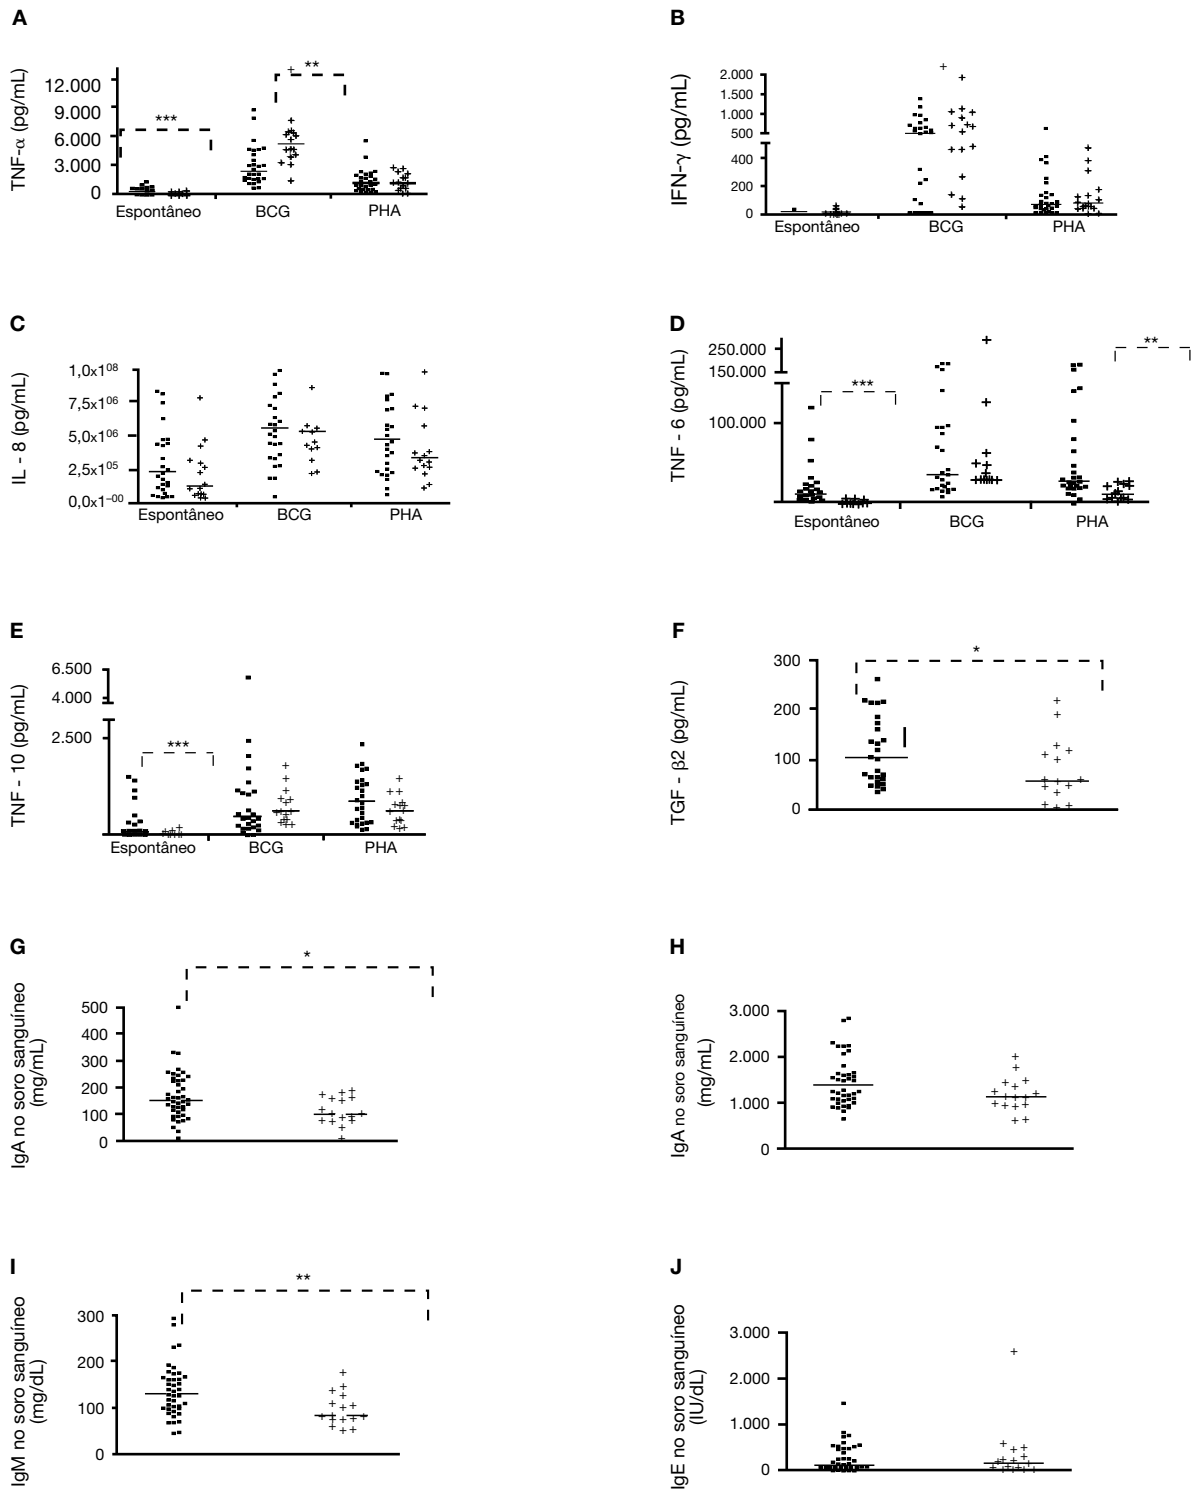 A
TNF-α (pg/mL)
12.000
9.000
6.000
3.000
0
***
**
Espontâneo BCG PHA
B
IFN-γ (pg/mL)
2.000
1.500
1.000
500
400
200
0
Espontâneo BCG PHA
C
IL - 8 (pg/mL)
1,0x10⁰⁸
7,5x10⁰⁶
5,0x10⁰⁶
2,5x10⁰⁵
0,0x1⁻⁰⁰
Espontâneo BCG PHA
D
TNF - 6 (pg/mL)
250.000
150.000
100.000
***
**
Espontâneo BCG PHA
E
TNF - 10 (pg/mL)
6.500
4.000
2.500
***
Espontâneo BCG PHA
F
TGF - β2 (pg/mL)
300
200
100
0
*
G
IgA no soro sanguíneo
(mg/mL)
500
400
300
200
100
0
*
H
IgA no soro sanguíneo
(mg/mL)
3.000
2.000
1.000
0
I
IgM no soro sanguíneo
(mg/dL)
300
200
100
0
**
J
IgE no soro sanguíneo
(IU/dL)
3.000
2.000
1.000
0